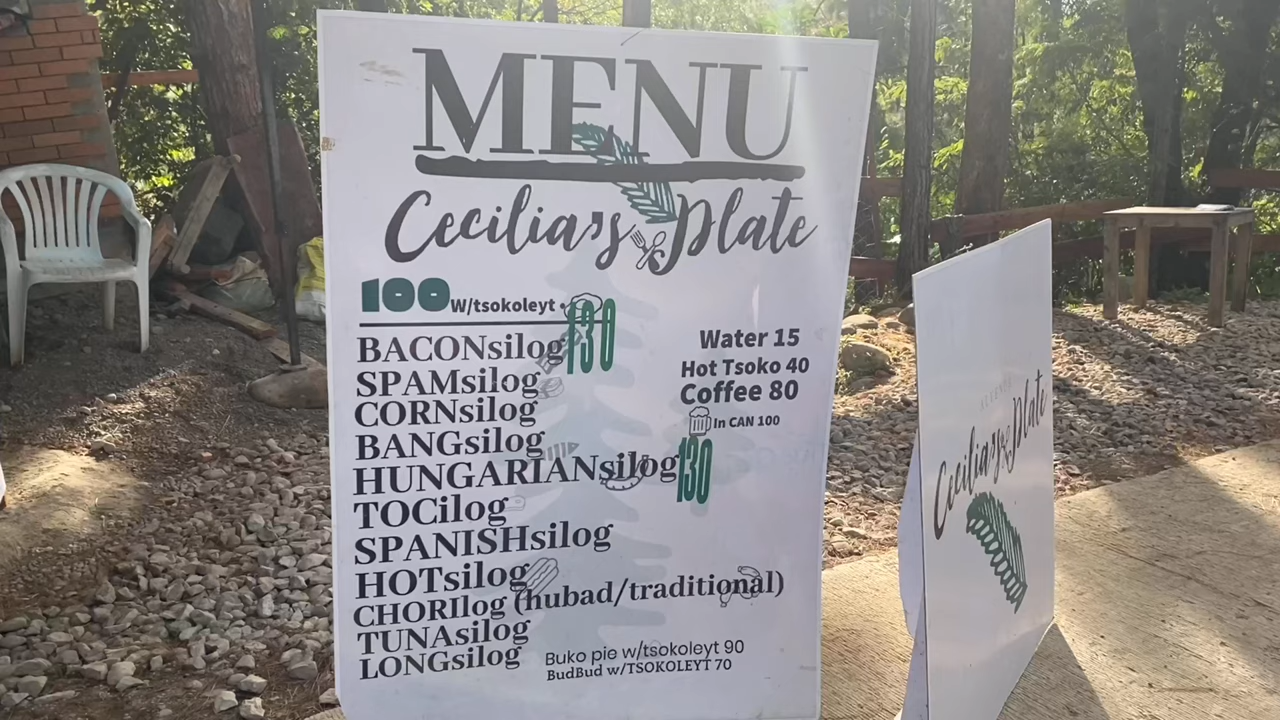 MENU
Cecilia's Plate
100 W/tsokoleyt
BACONsilog 130
SPAMsilog
CORNsilog
BANGsilog
HUNGARIANsilog 130
TOCilog
SPANISHsilog
HOTsilog
CHORIlog (hubad/traditional)
TUNAsilog
LONGsilog
Water 15
Hot Tsoko 40
Coffee 80
In CAN 100
Buko pie w/tsokoleyt 90
BudBud w/TSOKOLEYT 70
Cecilia's Plate